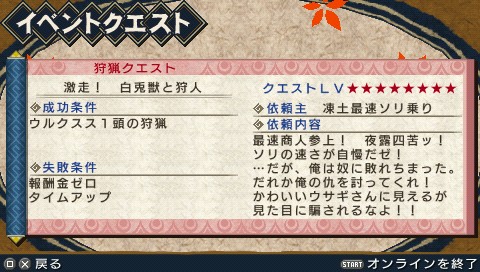 イベントクエスト
狩猟クエスト
激走! 白兎獣と狩人
成功条件
ウルクスス1頭の狩猟
失敗条件
報酬金ゼロ
タイムアップ
クエストLV★★★★★★★★
依頼主 凍土最速ソリ乗り
依頼内容
最速商人参上! 夜露四苦ッ!
ソリの速さが自慢だゼ!
…だが、俺は奴に敗れちまった。
だれか俺の仇を討ってくれ!
かわいいウサギさんに見えるが
見た目に騙されるなよ!!
戻る
START オンラインを終了